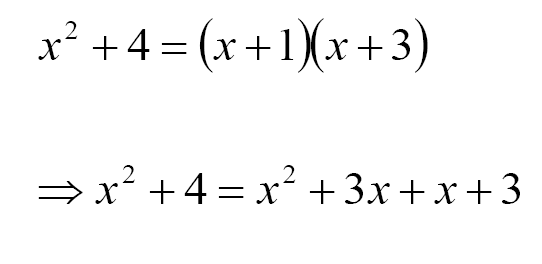 x² + 4 = (x + 1)(x + 3)
⇒ x² + 4 = x² + 3x + x + 3